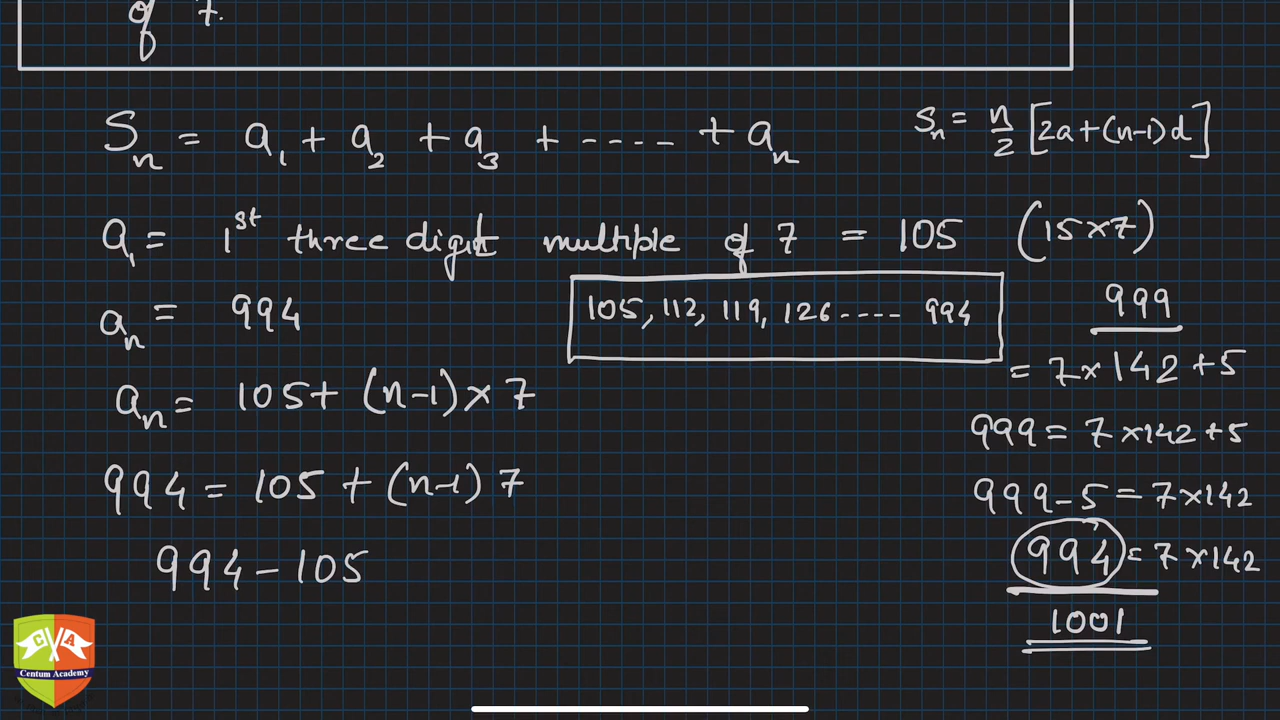 of 7.
Sₙ = a₁ + a₂ + a₃ + ---- + aₙ
Sₙ = n/2 [2a+(n-1)d]
a₁ = 1st three digit multiple of 7 = 105 (15×7)
aₙ = 994
105, 112, 119, 126 ---- 994
999
= 7×142+5
aₙ = 105+ (n-1)×7
999 = 7×142+5
994 = 105 + (n-1) 7
999-5 = 7×142
994-105
994 = 7×142
1001
C A
Centum Academy